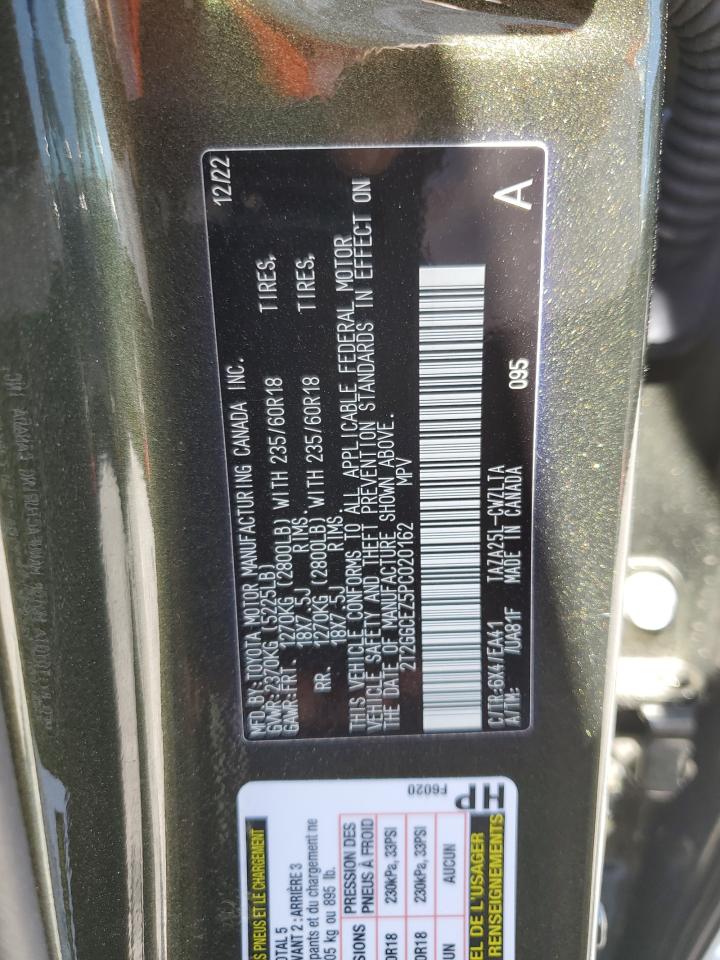 MFD. BY: TOYOTA MOTOR MANUFACTURING CANADA INC. 12/22
GVWR: 2370KG (5225LB)
GAWR: FRT. 1270KG (2800LB) WITH 235/60R18 TIRES,
18X7.5J RIMS,
RR. 1270KG (2800LB) WITH 235/60R18 TIRES,
18X7.5J RIMS.
THIS VEHICLE CONFORMS TO ALL APPLICABLE FEDERAL MOTOR
VEHICLE SAFETY AND THEFT PREVENTION STANDARDS IN EFFECT ON
THE DATE OF MANUFACTURE SHOWN ABOVE.
2T2GGCEZ5PC020162 MPV
C/TR: 6X4/EA41 TAZA25L-CWZLTA 095
A/TM: /UA81F MADE IN CANADA
A
S PNEUS ET LE CHARGEMENT
OTAL 5
VANT 2 : ARRIÈRE 3
pants et du chargement ne
05 kg ou 895 lb.
SIONS PRESSION DES PNEUS À FROID
0R18 230kPa, 33PSI
0R18 230kPa, 33PSI
UN AUCUN
EL DE L'USAGER
RENSEIGNEMENTS
F6020
HP